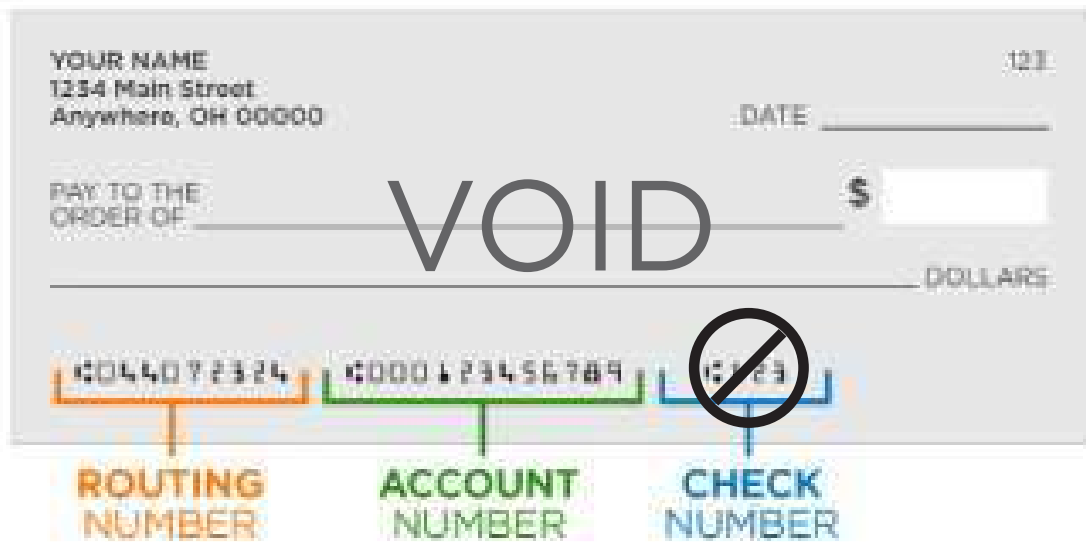 YOUR NAME
123
1234 Main Street
Anywhere, OH 00000
DATE
PAY TO THE
ORDER OF
VOID
$
DOLLARS
⑆044072324 ⑆000123456789 ⑆123
ROUTING
NUMBER
ACCOUNT
NUMBER
CHECK
NUMBER